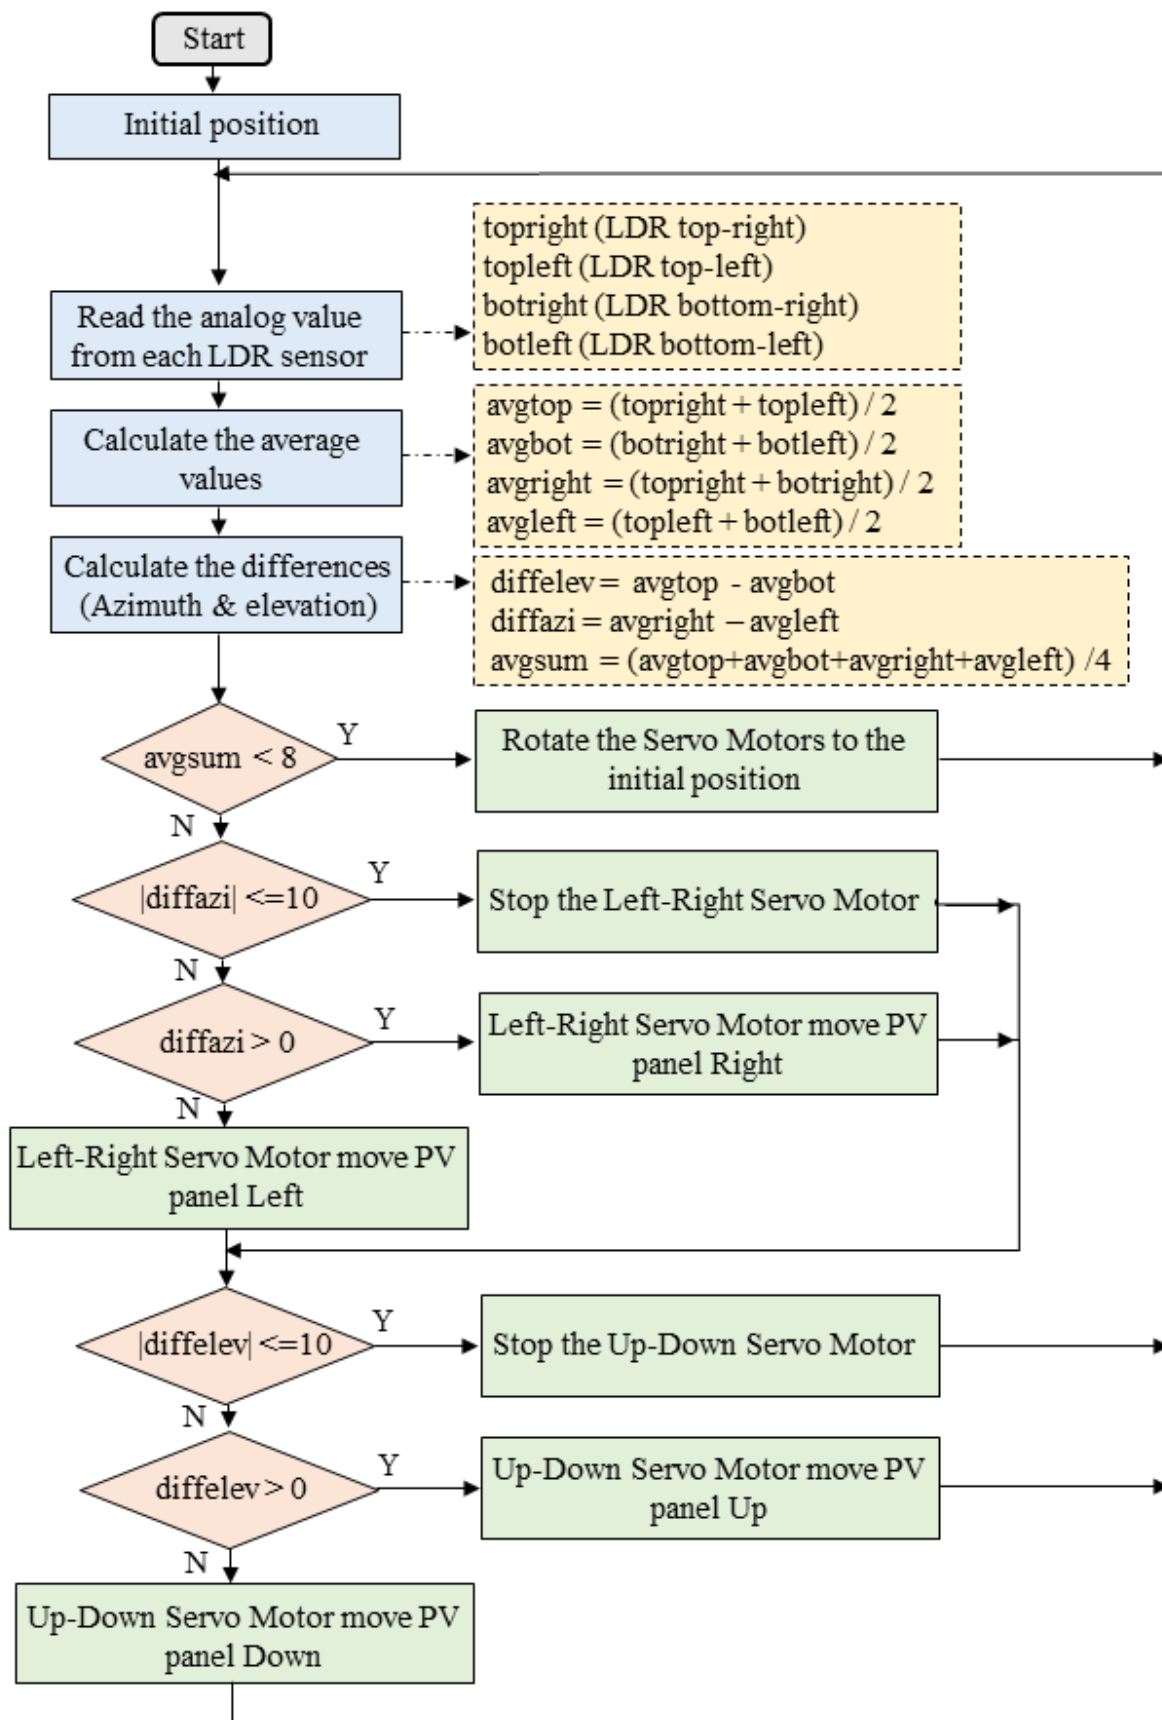 Start
Initial position
topright (LDR top-right)
topleft (LDR top-left)
botright (LDR bottom-right)
botleft (LDR bottom-left)
Read the analog value
from each LDR sensor
avgtop = (topright + topleft) / 2
avgbot = (botright + botleft) / 2
avgright = (topright + botright) / 2
avgleft = (topleft + botleft) / 2
Calculate the average
values
Calculate the differences
(Azimuth & elevation)
diffelev = avgtop - avgbot
diffazi = avgright – avgleft
avgsum = (avgtop+avgbot+avgright+avgleft) /4
avgsum < 8
Y
Rotate the Servo Motors to the
initial position
N
|diffazi| <=10
Y
Stop the Left-Right Servo Motor
N
diffazi > 0
Y
Left-Right Servo Motor move PV
panel Right
N
Left-Right Servo Motor move PV
panel Left
|diffelev| <=10
Y
Stop the Up-Down Servo Motor
N
diffelev > 0
Y
Up-Down Servo Motor move PV
panel Up
N
Up-Down Servo Motor move PV
panel Down